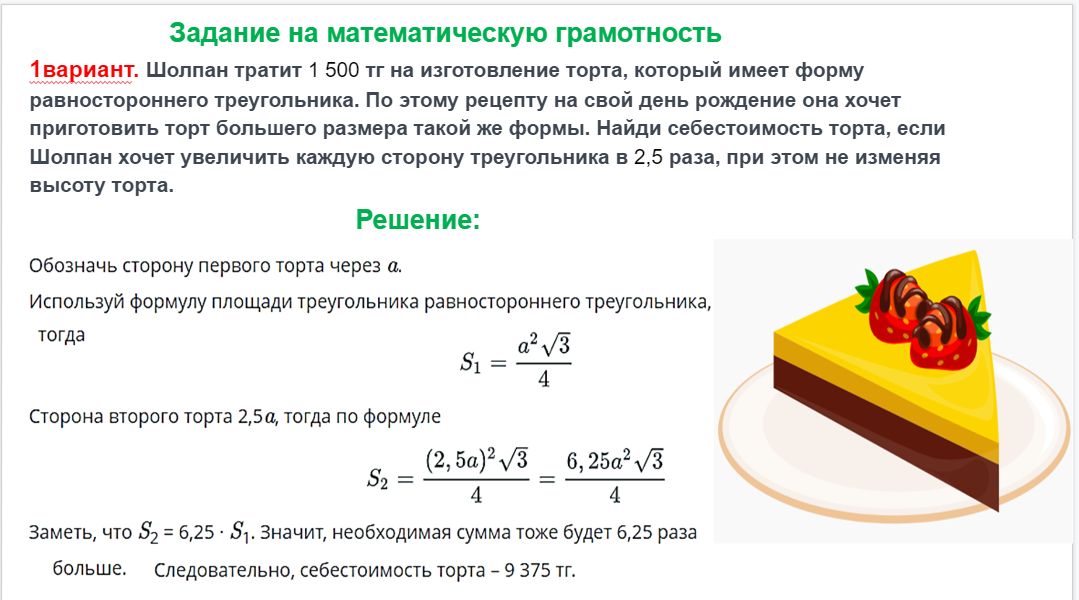 Задание на математическую грамотность
1вариант. Шолпан тратит 1 500 тг на изготовление торта, который имеет форму
равностороннего треугольника. По этому рецепту на свой день рождение она хочет
приготовить торт большего размера такой же формы. Найди себестоимость торта, если
Шолпан хочет увеличить каждую сторону треугольника в 2,5 раза, при этом не изменяя
высоту торта.
Решение:
Обозначь сторону первого торта через a.
Используй формулу площади треугольника равностороннего треугольника,
тогда
S₁ = a²√3 / 4
Сторона второго торта 2,5a, тогда по формуле
S₂ = (2, 5a)²√3 / 4 = 6, 25a²√3 / 4
Заметь, что S₂ = 6,25 · S₁. Значит, необходимая сумма тоже будет 6,25 раза
больше. Следовательно, себестоимость торта – 9 375 тг.